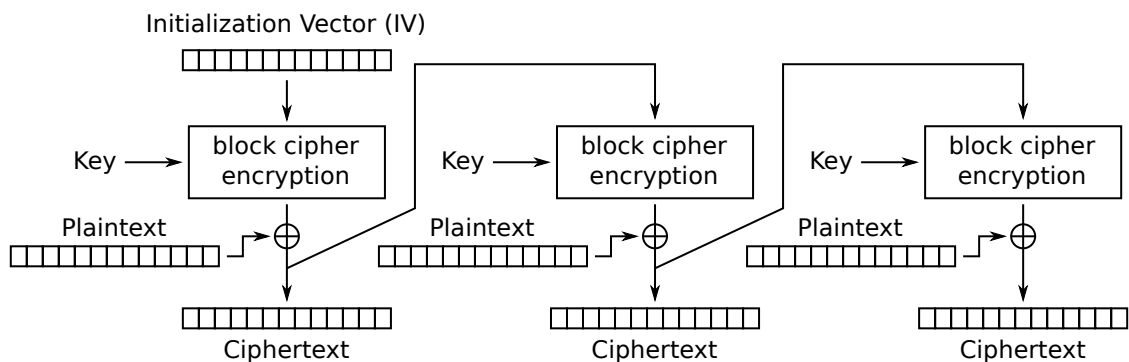 Initialization Vector (IV)
Key
block cipher
encryption
Key
block cipher
encryption
Key
block cipher
encryption
Plaintext
Plaintext
Plaintext
Ciphertext
Ciphertext
Ciphertext